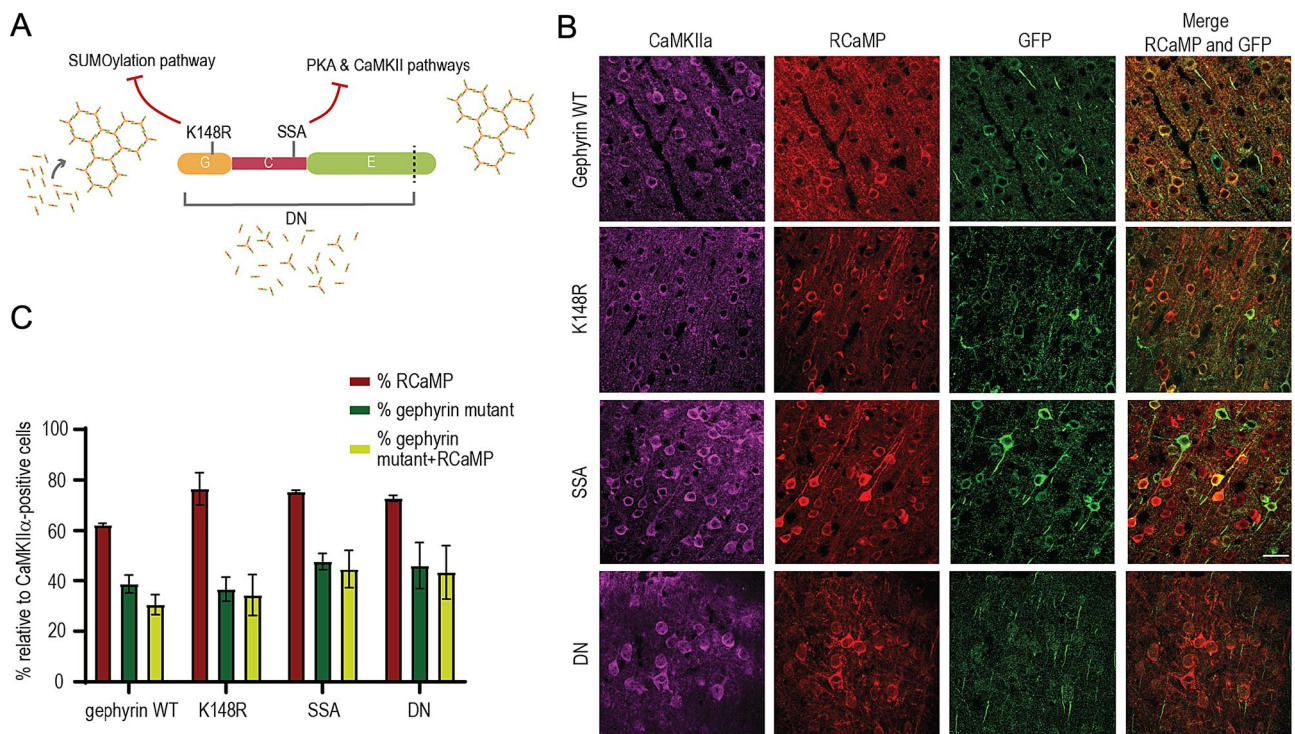 A
SUMOylation pathway
PKA & CaMKII pathways
K148R
SSA
G
C
E
DN
B
CaMKIIa
RCaMP
GFP
Merge
RCaMP and GFP
Gephyrin WT
K148R
SSA
DN
C
% RCaMP
% gephyrin mutant
% gephyrin
mutant+RCaMP
% relative to CaMKIIα-positive cells
100
80
60
40
20
0
gephyrin WT
K148R
SSA
DN